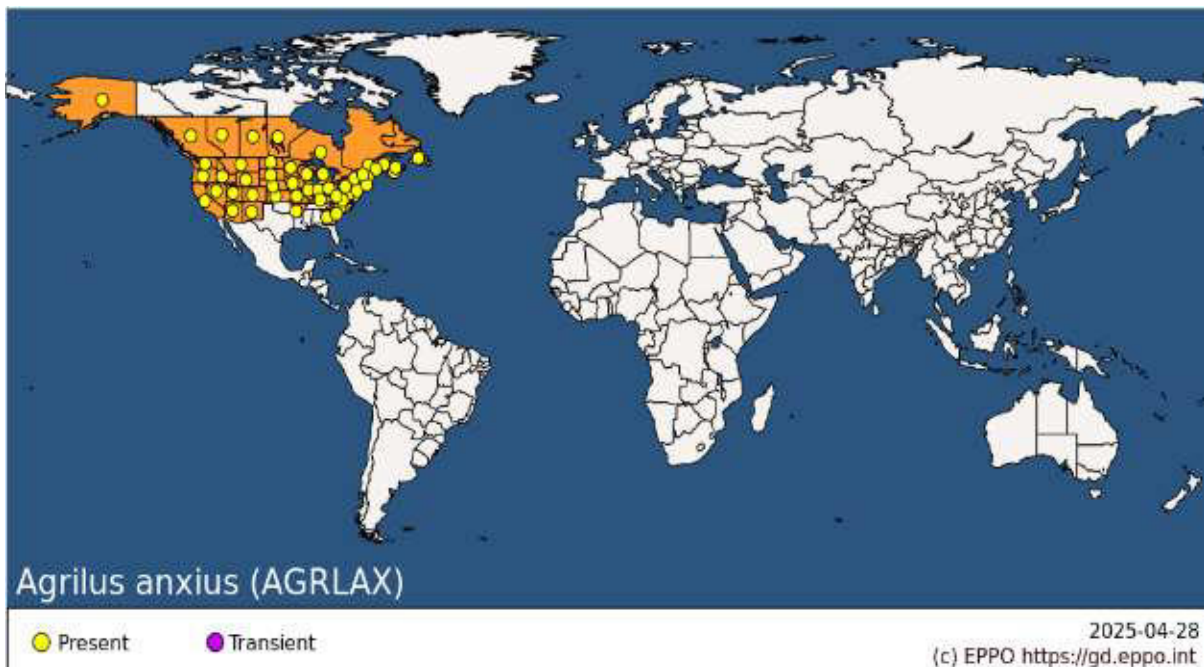 Agrilus anxius (AGRLAX)
Present
Transient
2025-04-28
(c) EPPO https://gd.eppo.int